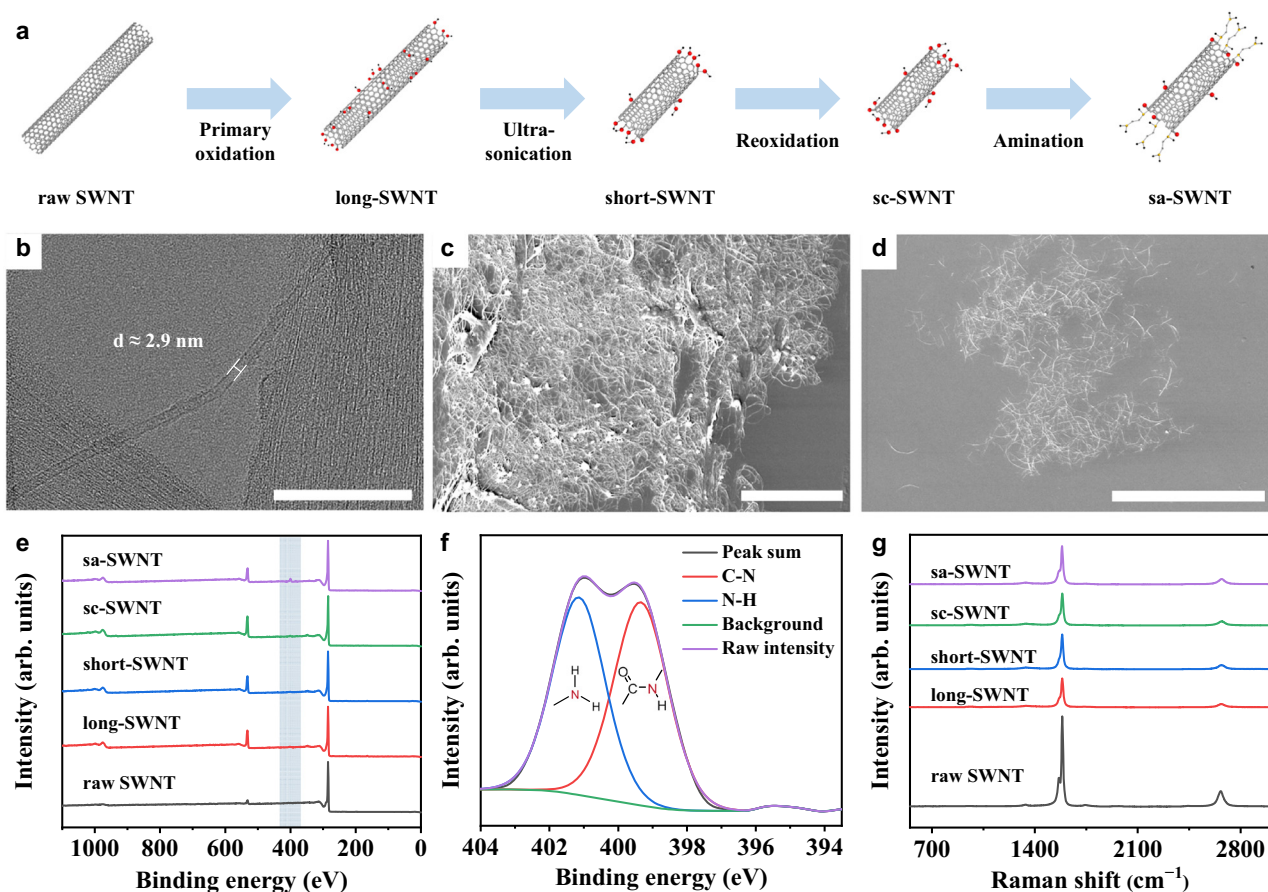 a
Primary
oxidation
Ultra-
sonication
Reoxidation
Amination
raw SWNT
long-SWNT
short-SWNT
sc-SWNT
sa-SWNT
b
d ≈ 2.9 nm
c
d
e
sa-SWNT
sc-SWNT
short-SWNT
long-SWNT
raw SWNT
Intensity (arb. units)
1000 800 600 400 200 0
Binding energy (eV)
f
Peak sum
C-N
N-H
Background
Raw intensity
H
N
H
O
C
N
H
Intensity (arb. units)
404 402 400 398 396 394
Binding energy (eV)
g
sa-SWNT
sc-SWNT
short-SWNT
long-SWNT
raw SWNT
Intensity (arb. units)
700 1400 2100 2800
Raman shift (cm⁻¹)